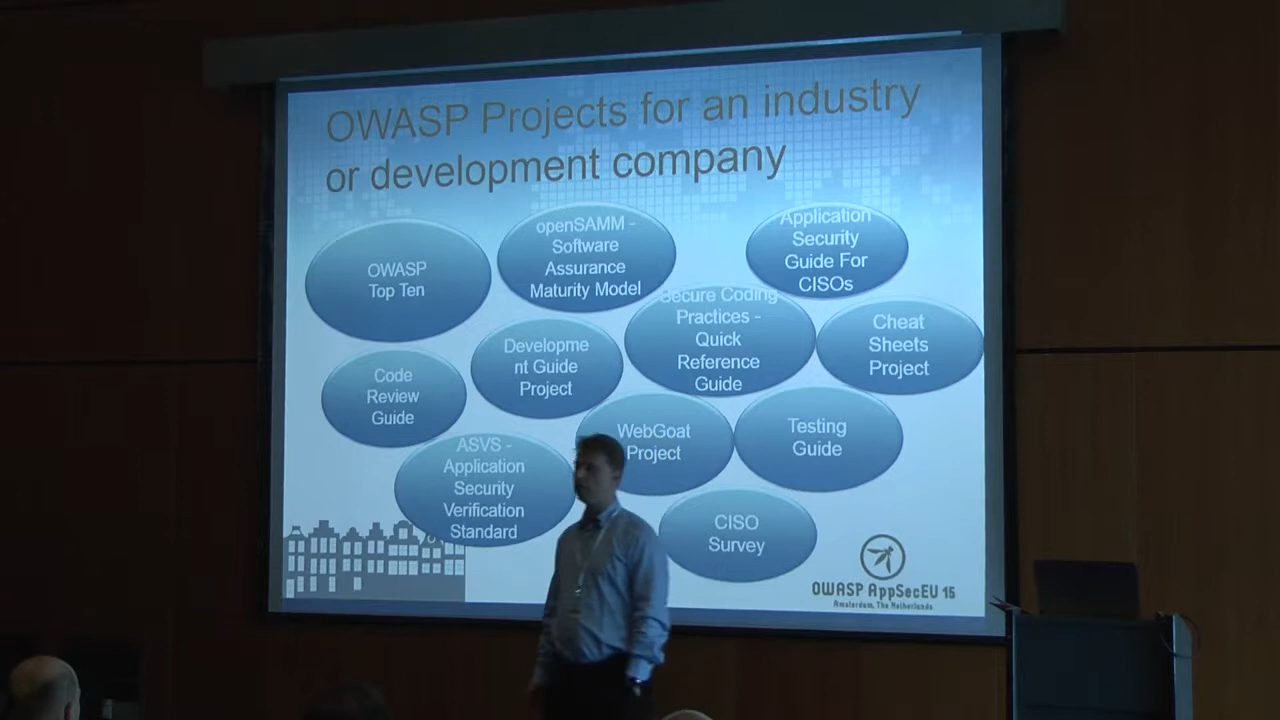 OWASP Projects for an industry
or development company
OWASP
Top Ten
openSAMM -
Software
Assurance
Maturity Model
Application
Security
Guide For
CISOs
Secure Coding
Practices -
Quick
Reference
Guide
Cheat
Sheets
Project
Developme
nt Guide
Project
Code
Review
Guide
WebGoat
Project
Testing
Guide
ASVS -
Application
Security
Verification
Standard
CISO
Survey
OWASP AppSecEU 15
Amsterdam, The Netherlands